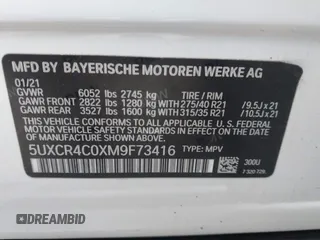 MFD BY BAYERISCHE MOTOREN WERKE AG
01/21
GVWR 6052 lbs 2745 kg TIRE / RIM
GAWR FRONT 2822 lbs 1280 kg WITH 275/40 R21 / 9.5J x 21
GAWR REAR 3527 lbs 1600 kg WITH 315/35 R21 / 10.5J x 21
THIS VEHICLE CONFORMS TO ALL APPLICABLE U.S. FEDERAL MOTOR VEHICLE SAFETY
STANDARDS IN EFFECT ON THE DATE OF MANUFACTURE SHOWN ABOVE.
5UXCR4C0XM9F73416 TYPE: MPV
300U